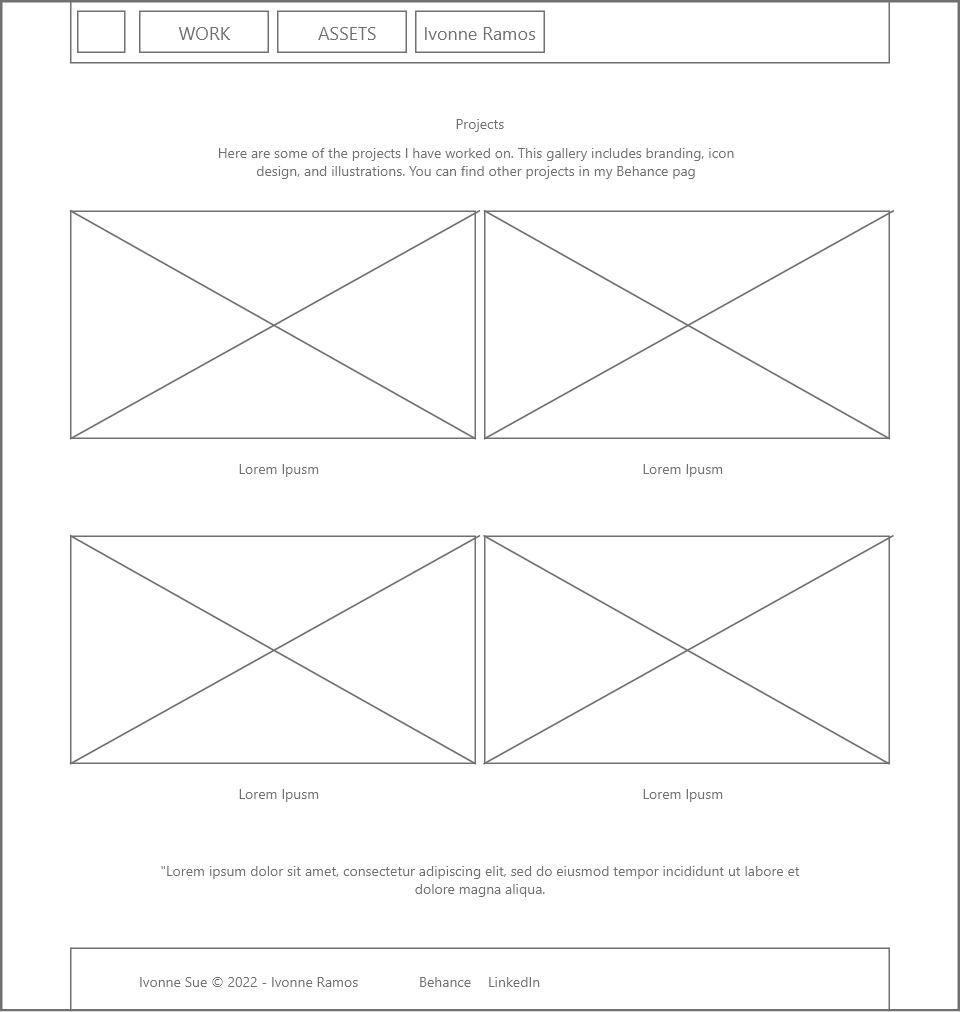 WORK ASSETS Ivonne Ramos
Projects
Here are some of the projects I have worked on. This gallery includes branding, icon
design, and illustrations. You can find other projects in my Behance pag
Lorem Ipusm Lorem Ipusm
Lorem Ipusm Lorem Ipusm
"Lorem ipsum dolor sit amet, consectetur adipiscing elit, sed do eiusmod tempor incididunt ut labore et
dolore magna aliqua.
Ivonne Sue © 2022 - Ivonne Ramos Behance LinkedIn